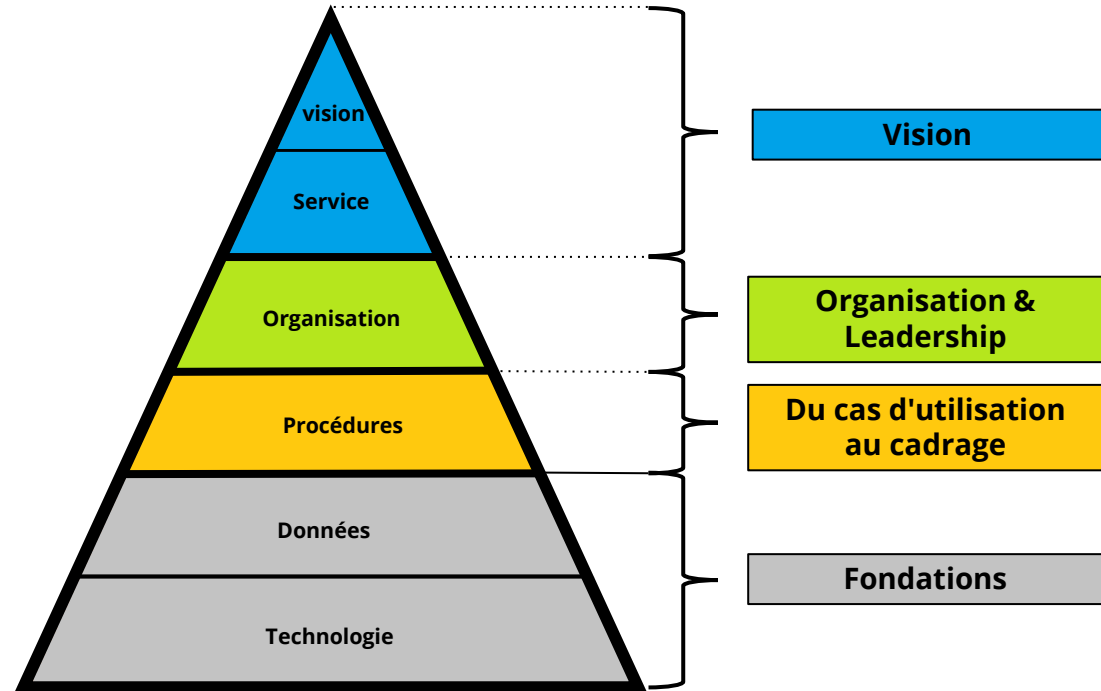 vision
Service
Organisation
Procédures
Données
Technologie
Vision
Organisation &
Leadership
Du cas d'utilisation
au cadrage
Fondations